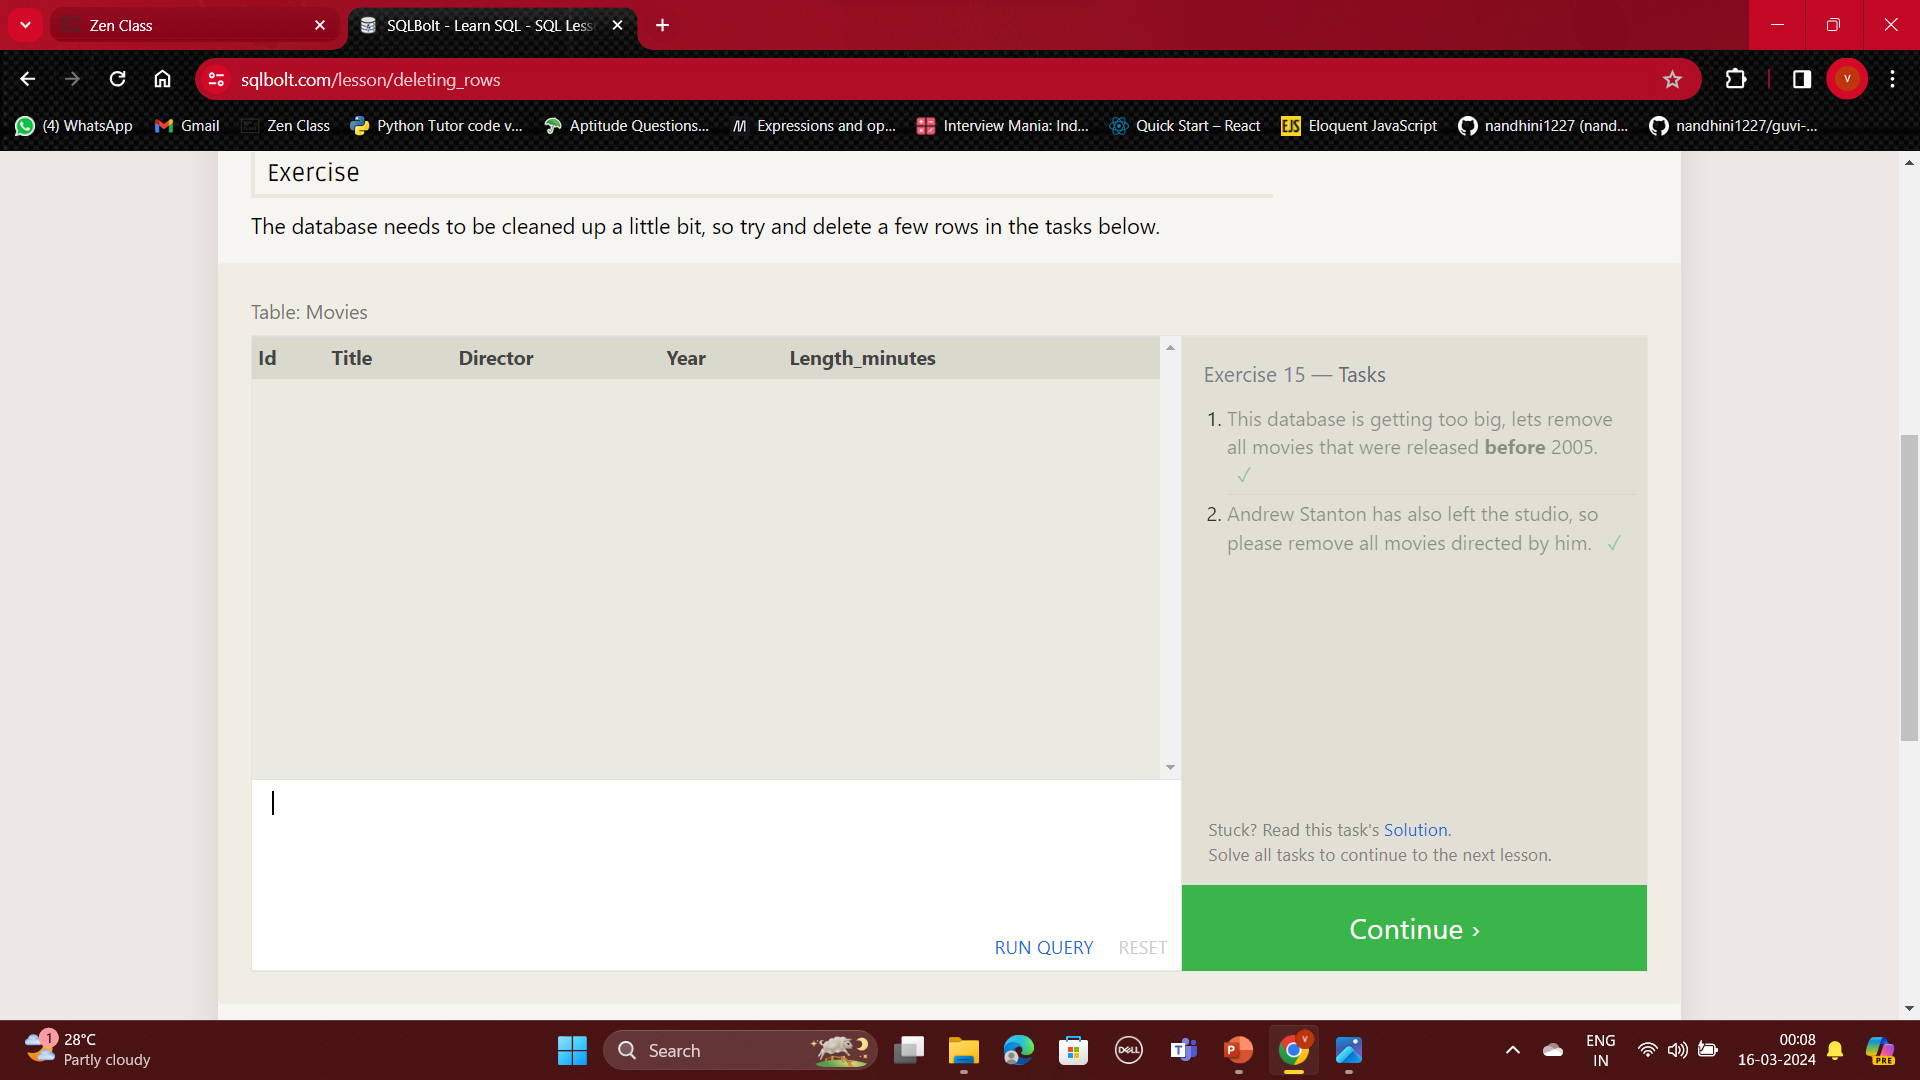 Zen Class
SQLBolt - Learn SQL - SQL Less
sqlbolt.com/lesson/deleting_rows
V
(4) WhatsApp
Gmail
Zen Class
Python Tutor code v...
Aptitude Questions...
Expressions and op...
Interview Mania: Ind...
Quick Start – React
EJS
Eloquent JavaScript
nandhini1227 (nand...
nandhini1227/guvi-...
Exercise
The database needs to be cleaned up a little bit, so try and delete a few rows in the tasks below.
Table: Movies
Id Title Director Year Length_minutes
Exercise 15 — Tasks
1. This database is getting too big, lets remove
all movies that were released before 2005.
✓
2. Andrew Stanton has also left the studio, so
please remove all movies directed by him. ✓
Stuck? Read this task's Solution.
Solve all tasks to continue to the next lesson.
RUN QUERY RESET
Continue ›
1
28°C
Partly cloudy
Search
DELL
T
P
V
ENG
IN
00:08
16-03-2024
PRE